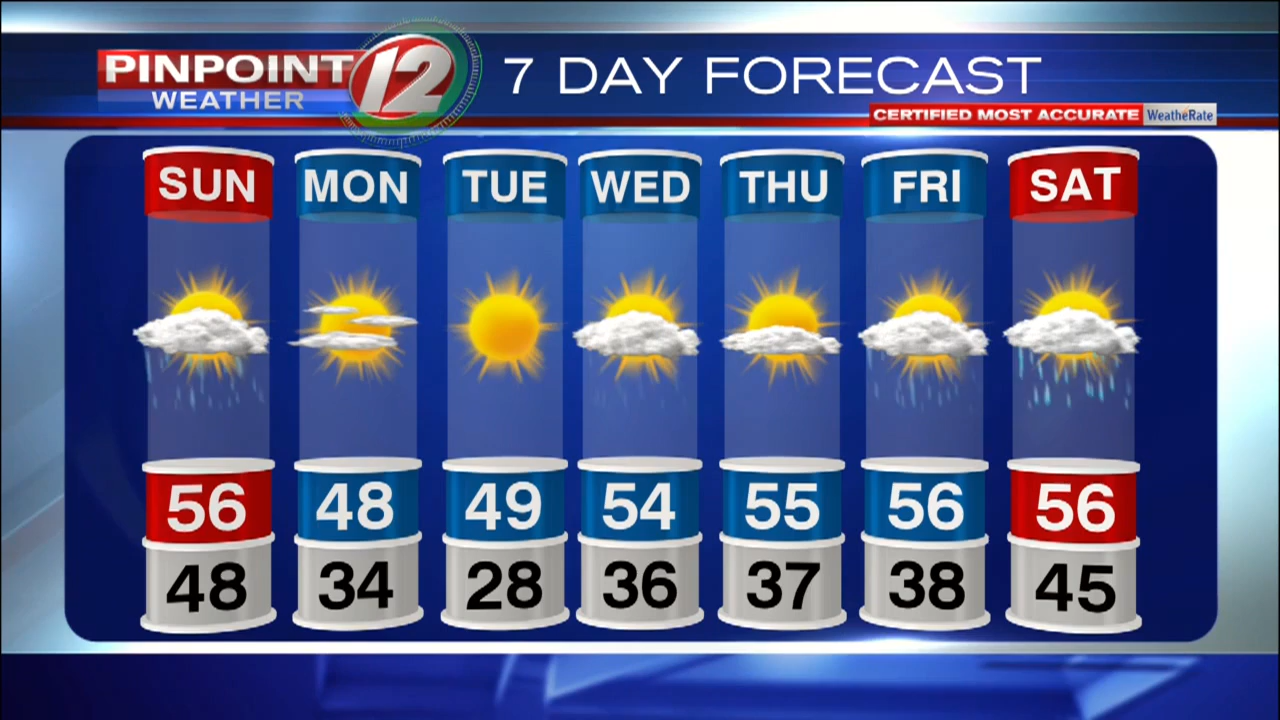 PINPOINT 12 7 DAY FORECAST
WEATHER
CERTIFIED MOST ACCURATE WeatheRate
SUN MON TUE WED THU FRI SAT
56 48 49 54 55 56 56
48 34 28 36 37 38 45